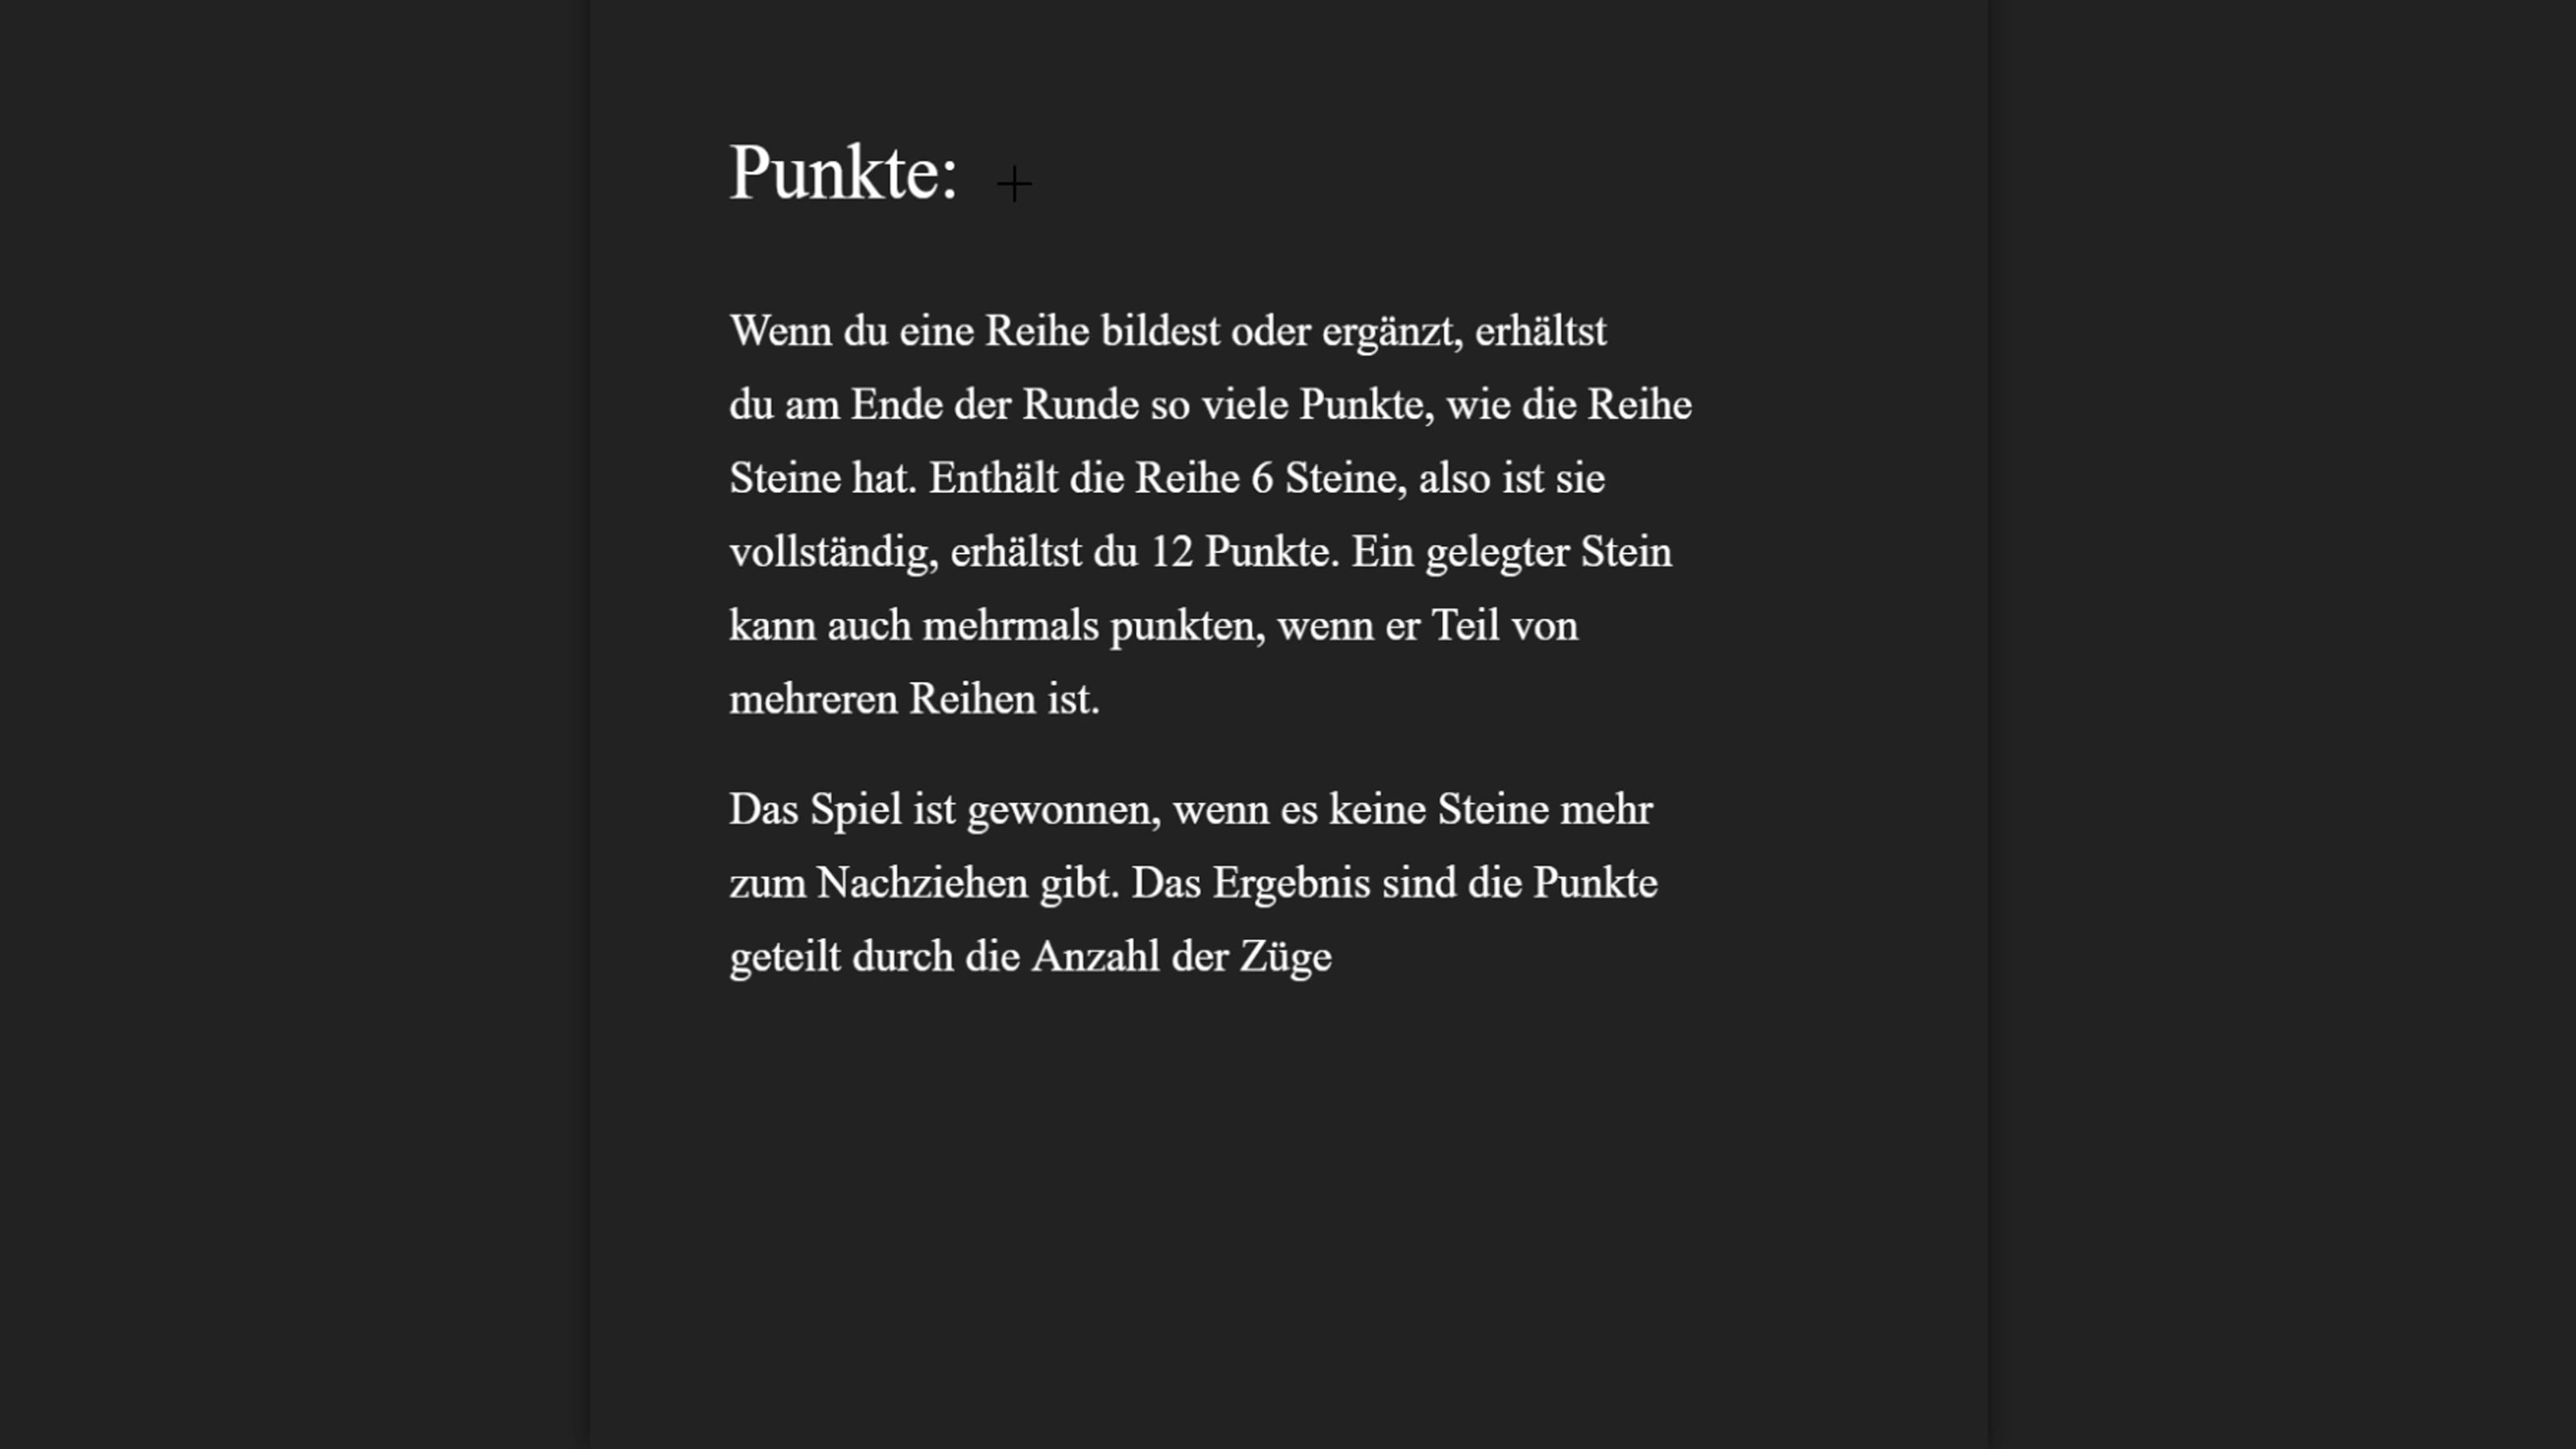 Punkte:
Wenn du eine Reihe bildest oder ergänzt, erhältst
du am Ende der Runde so viele Punkte, wie die Reihe
Steine hat. Enthält die Reihe 6 Steine, also ist sie
vollständig, erhältst du 12 Punkte. Ein gelegter Stein
kann auch mehrmals punkten, wenn er Teil von
mehreren Reihen ist.
Das Spiel ist gewonnen, wenn es keine Steine mehr
zum Nachziehen gibt. Das Ergebnis sind die Punkte
geteilt durch die Anzahl der Züge